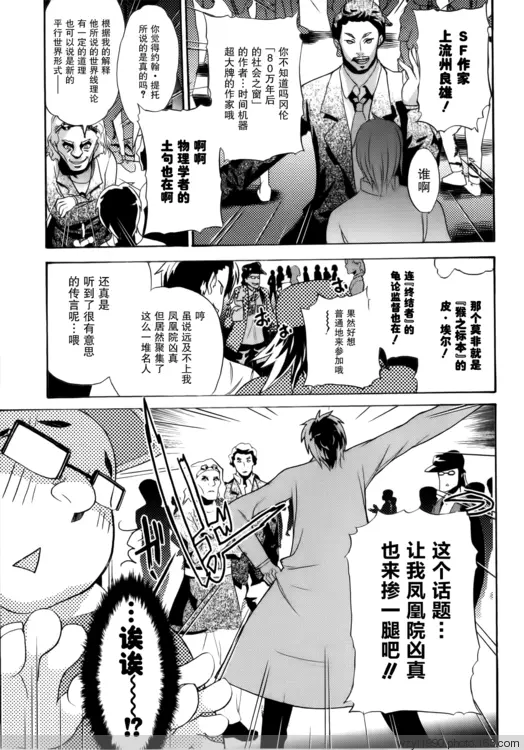 SF作家
上流州良雄！
谁啊
你不知道吗冈伦
『80万年后
的社会之窗』
的作者…时间机器
超大牌的作家哦
啊啊
物理学者的
土句也在啊
你觉得约翰·提托
所说的是真的吗？
根据我的解释
他所说的世界线理论
有一定的道理
也可以说是新的
平行世界形式——
那个莫非就是
『猴之标本』的
皮·埃尔！
连『终结者』的
龟论监督也在！
果然好想
普通地来参加哦
おお
哼
虽说远及不上我
凤凰院凶真
但居然聚集了
这么一堆名人
还真是
听到了很有意思
的传言呢…喂
这个话题…
让我凤凰院凶真
也来掺一腿吧！！
…诶诶～～！？